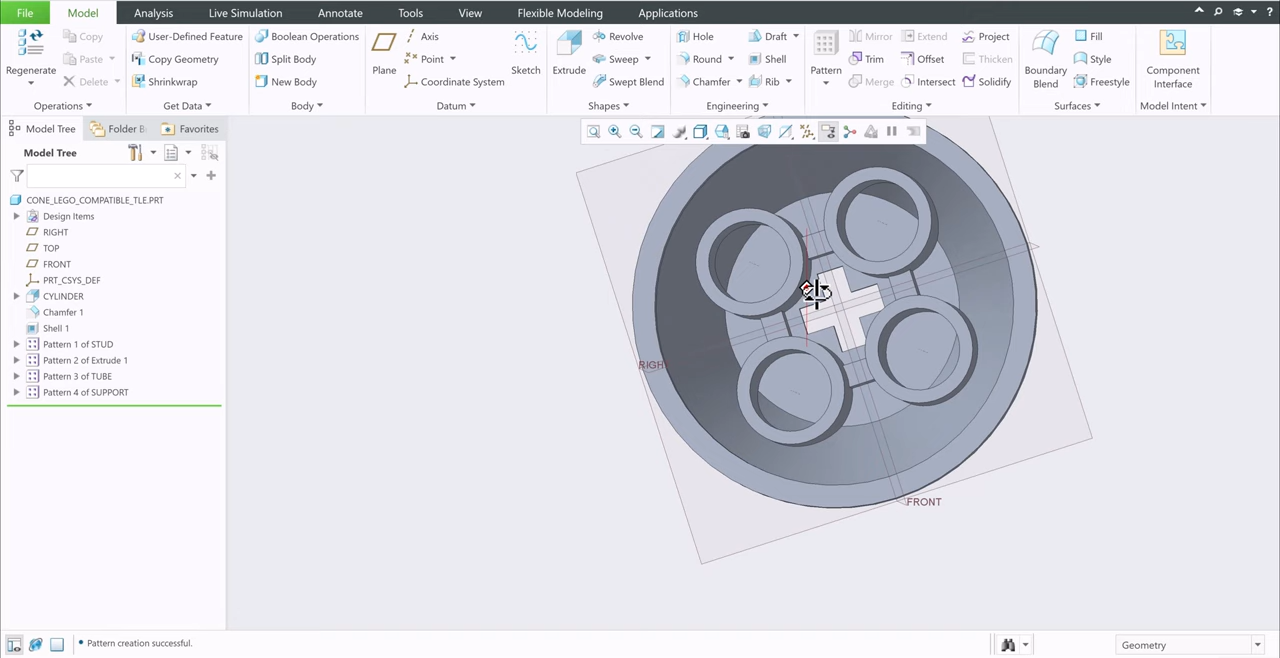 File Model Analysis Live Simulation Annotate Tools View Flexible Modeling Applications
Regenerate Copy Paste Delete
User-Defined Feature Copy Geometry Shrinkwrap
Boolean Operations Split Body New Body
Plane Axis Point Coordinate System Sketch
Extrude Revolve Sweep Swept Blend
Hole Round Chamfer Draft Shell Rib
Pattern Mirror Trim Merge Extend Offset Intersect Project Thicken Solidify
Boundary Blend Fill Style Freestyle
Component Interface
Operations Get Data Body Datum Shapes Engineering Editing Surfaces Model Intent
Model Tree Folder B Favorites
Model Tree
CONE_LEGO_COMPATIBLE_TLE.PRT
Design Items
RIGHT
TOP
FRONT
PRT_CSYS_DEF
CYLINDER
Chamfer 1
Shell 1
Pattern 1 of STUD
Pattern 2 of Extrude 1
Pattern 3 of TUBE
Pattern 4 of SUPPORT
RIGH
FRONT
Pattern creation successful.
Geometry